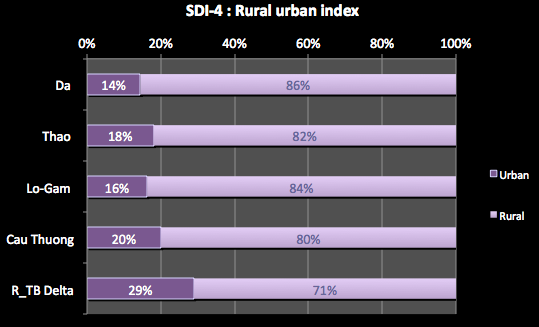 SDI-4 : Rural urban index
0% 20% 40% 60% 80% 100%
Da 14% 86%
Thao 18% 82%
Lo-Gam 16% 84%
Cau Thuong 20% 80%
R_TB Delta 29% 71%
Urban
Rural